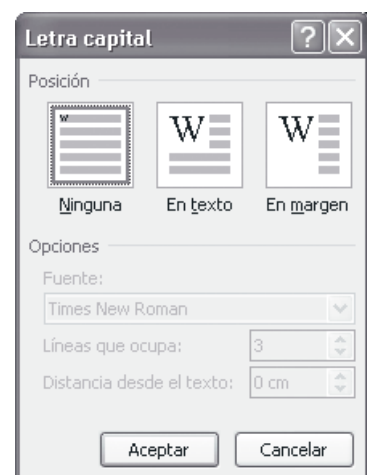 Letra capital
Posición
W W W
Ninguna En texto En margen
Opciones
Fuente:
Times New Roman
Líneas que ocupa: 3
Distancia desde el texto: 0 cm
Aceptar Cancelar